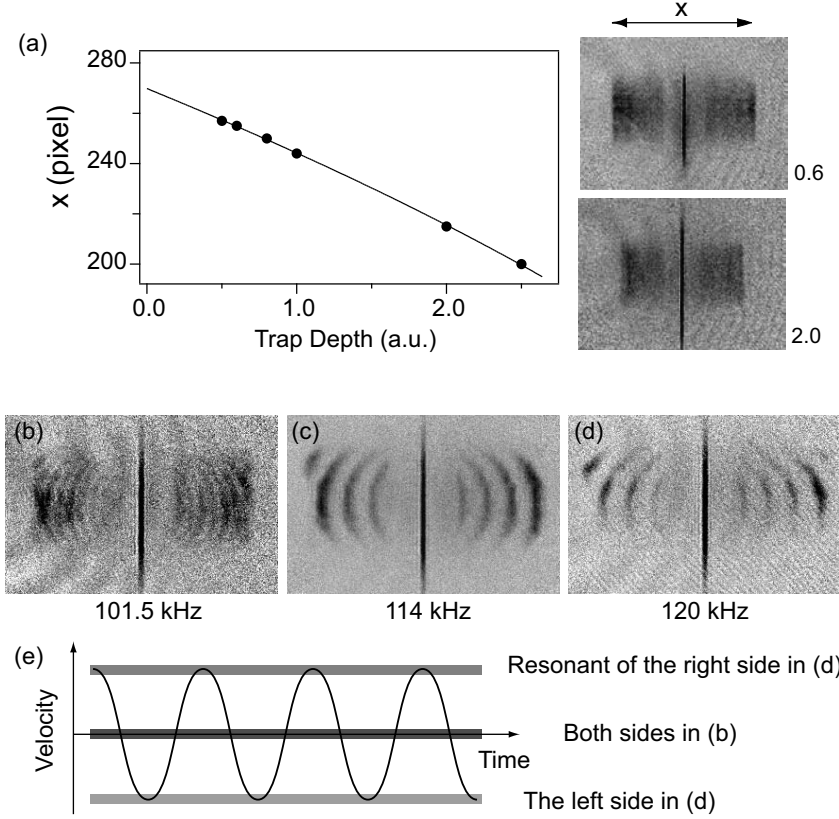 (a)
x (pixel)
280
240
200
0.0 1.0 2.0
Trap Depth (a.u.)
x
0.6
2.0
(b)
(c)
(d)
101.5 kHz
114 kHz
120 kHz
(e)
Velocity
Time
Resonant of the right side in (d)
Both sides in (b)
The left side in (d)